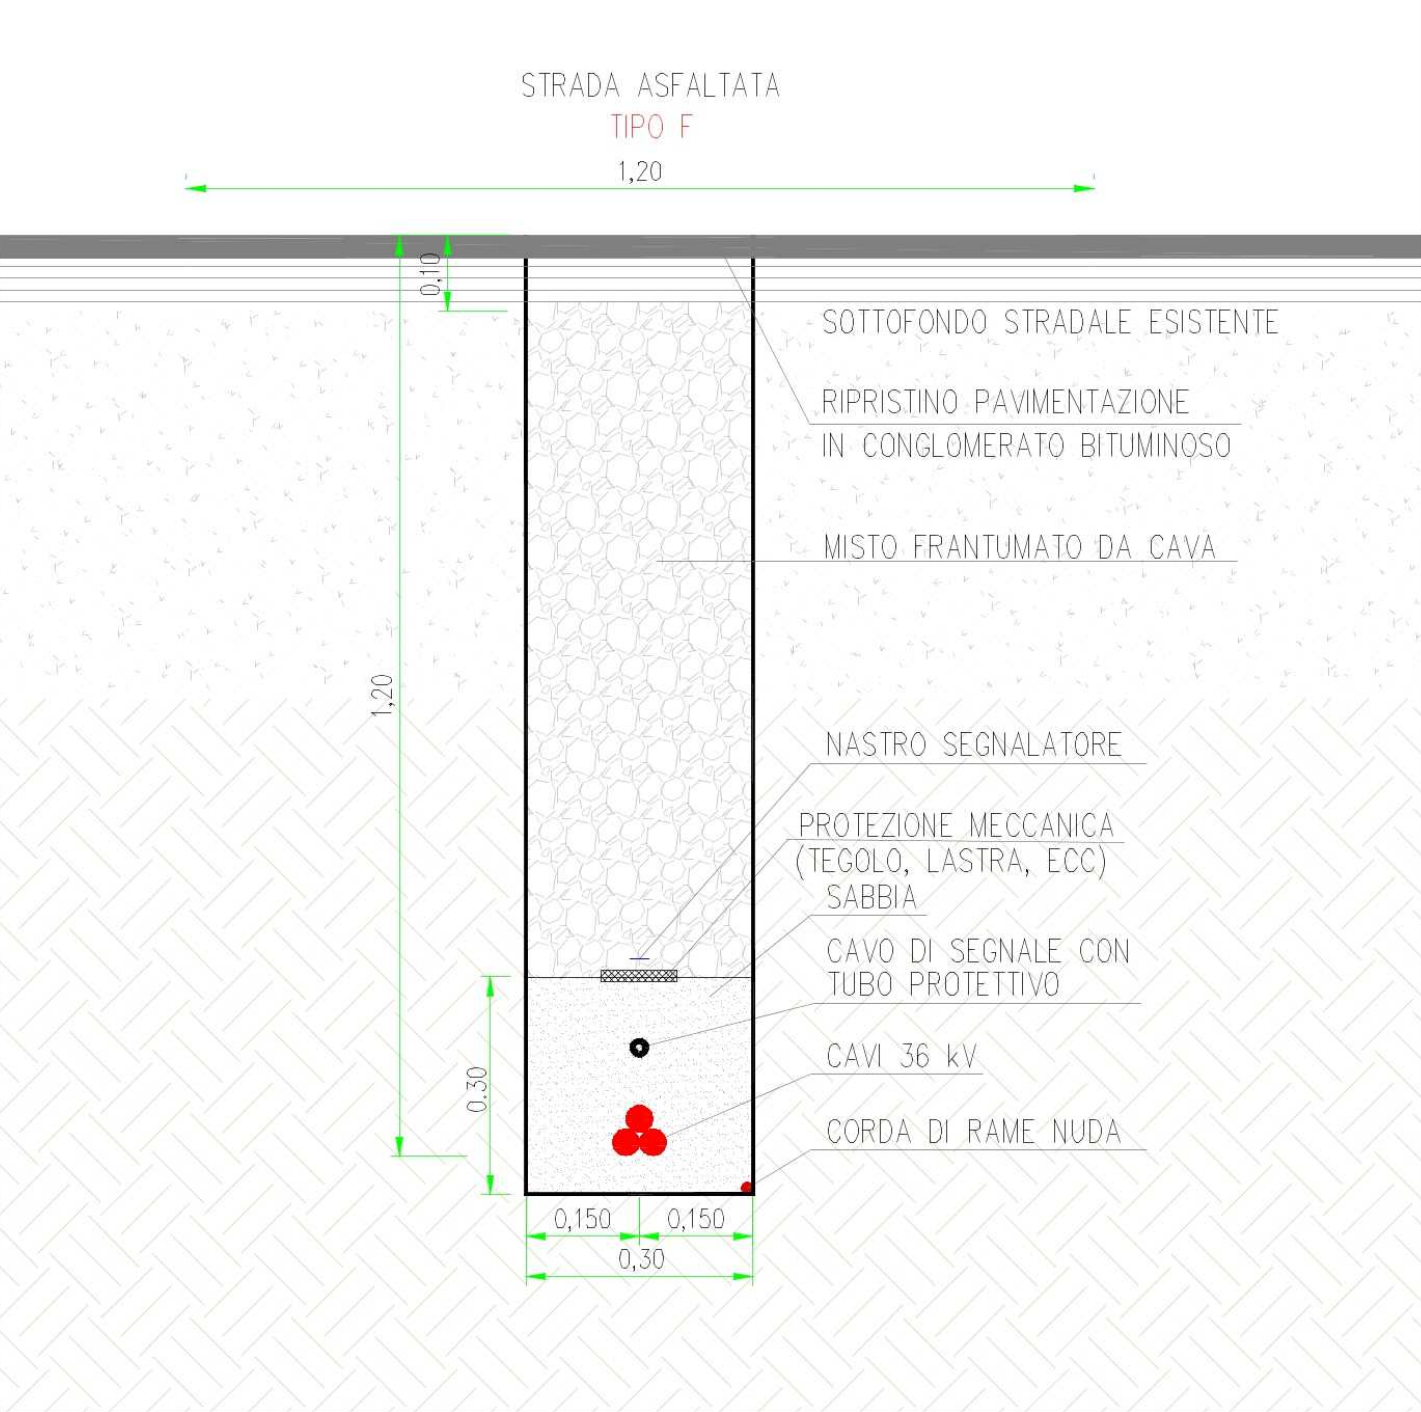 STRADA ASFALTATA
TIPO F
1,20
0,10
SOTTOFONDO STRADALE ESISTENTE
RIPRISTINO PAVIMENTAZIONE
IN CONGLOMERATO BITUMINOSO
MISTO FRANTUMATO DA CAVA
1,20
NASTRO SEGNALATORE
PROTEZIONE MECCANICA
(TEGOLO, LASTRA, ECC)
SABBIA
CAVO DI SEGNALE CON
TUBO PROTETTIVO
CAVI 36 kV
0.30
CORDA DI RAME NUDA
0,150 0,150
0,30